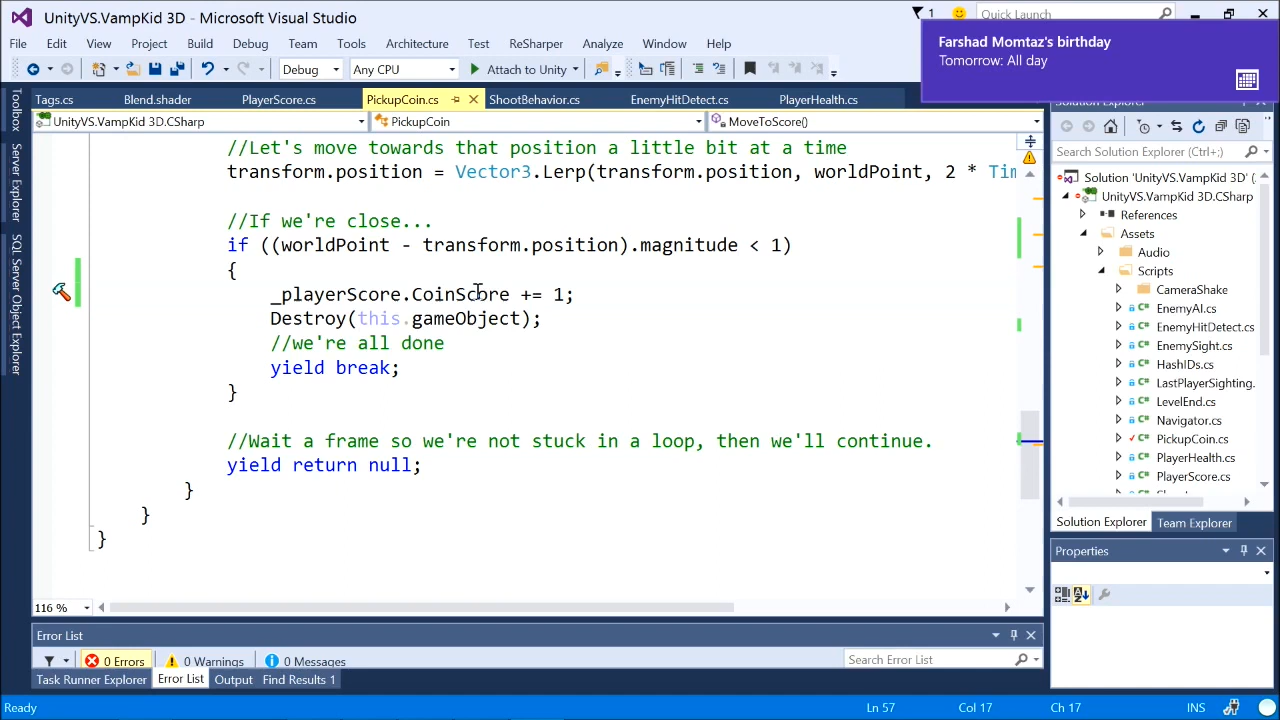 UnityVS.VampKid 3D - Microsoft Visual Studio
1
Quick Launch
File Edit View Project Build Debug Team Tools Architecture Test ReSharper Analyze Window Help
Farshad Momtaz's birthday
Tomorrow: All day
Debug Any CPU Attach to Unity
Tags.cs Blend.shader PlayerScore.cs PickupCoin.cs ShootBehavior.cs EnemyHitDetect.cs PlayerHealth.cs
UnityVS.VampKid 3D.CSharp PickupCoin MoveToScore()
//Let's move towards that position a little bit at a time
transform.position = Vector3.Lerp(transform.position, worldPoint, 2 * Tim
//If we're close...
if ((worldPoint - transform.position).magnitude < 1)
{
_playerScore.CoinScore += 1;
Destroy(this.gameObject);
//we're all done
yield break;
}
//Wait a frame so we're not stuck in a loop, then we'll continue.
yield return null;
}
}
}
116 %
Toolbox
Server Explorer
SQL Server Object Explorer
Solution Explorer
Search Solution Explorer (Ctrl+;)
Solution 'UnityVS.VampKid 3D' (
UnityVS.VampKid 3D.CSharp
References
Assets
Audio
Scripts
CameraShake
EnemyAI.cs
EnemyHitDetect.cs
EnemySight.cs
HashIDs.cs
LastPlayerSighting.
LevelEnd.cs
Navigator.cs
PickupCoin.cs
PlayerHealth.cs
PlayerScore.cs
Solution Explorer Team Explorer
Properties
Error List
0 Errors 0 Warnings 0 Messages
Search Error List
Task Runner Explorer Error List Output Find Results 1
Ready Ln 57 Col 17 Ch 17 INS